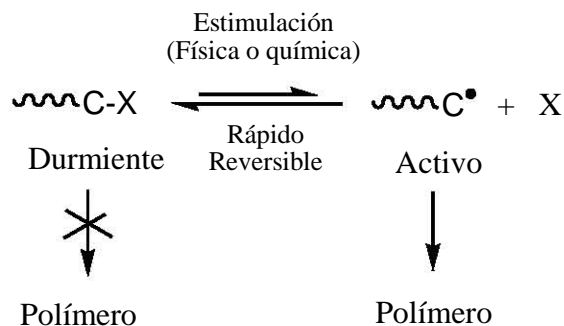 Estimulación
(Física o química)
C-X
C• + X
Rápido
Reversible
Durmiente
Activo
Polímero
Polímero